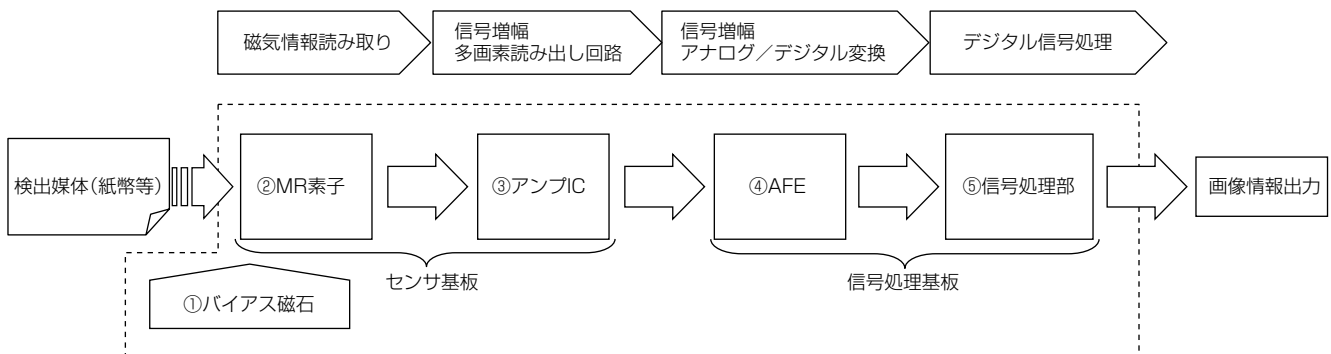 磁気情報読み取り
信号増幅
多画素読み出し回路
信号増幅
アナログ／デジタル変換
デジタル信号処理
検出媒体（紙幣等）
②MR素子
③アンプIC
④AFE
⑤信号処理部
画像情報出力
センサ基板
信号処理基板
①バイアス磁石